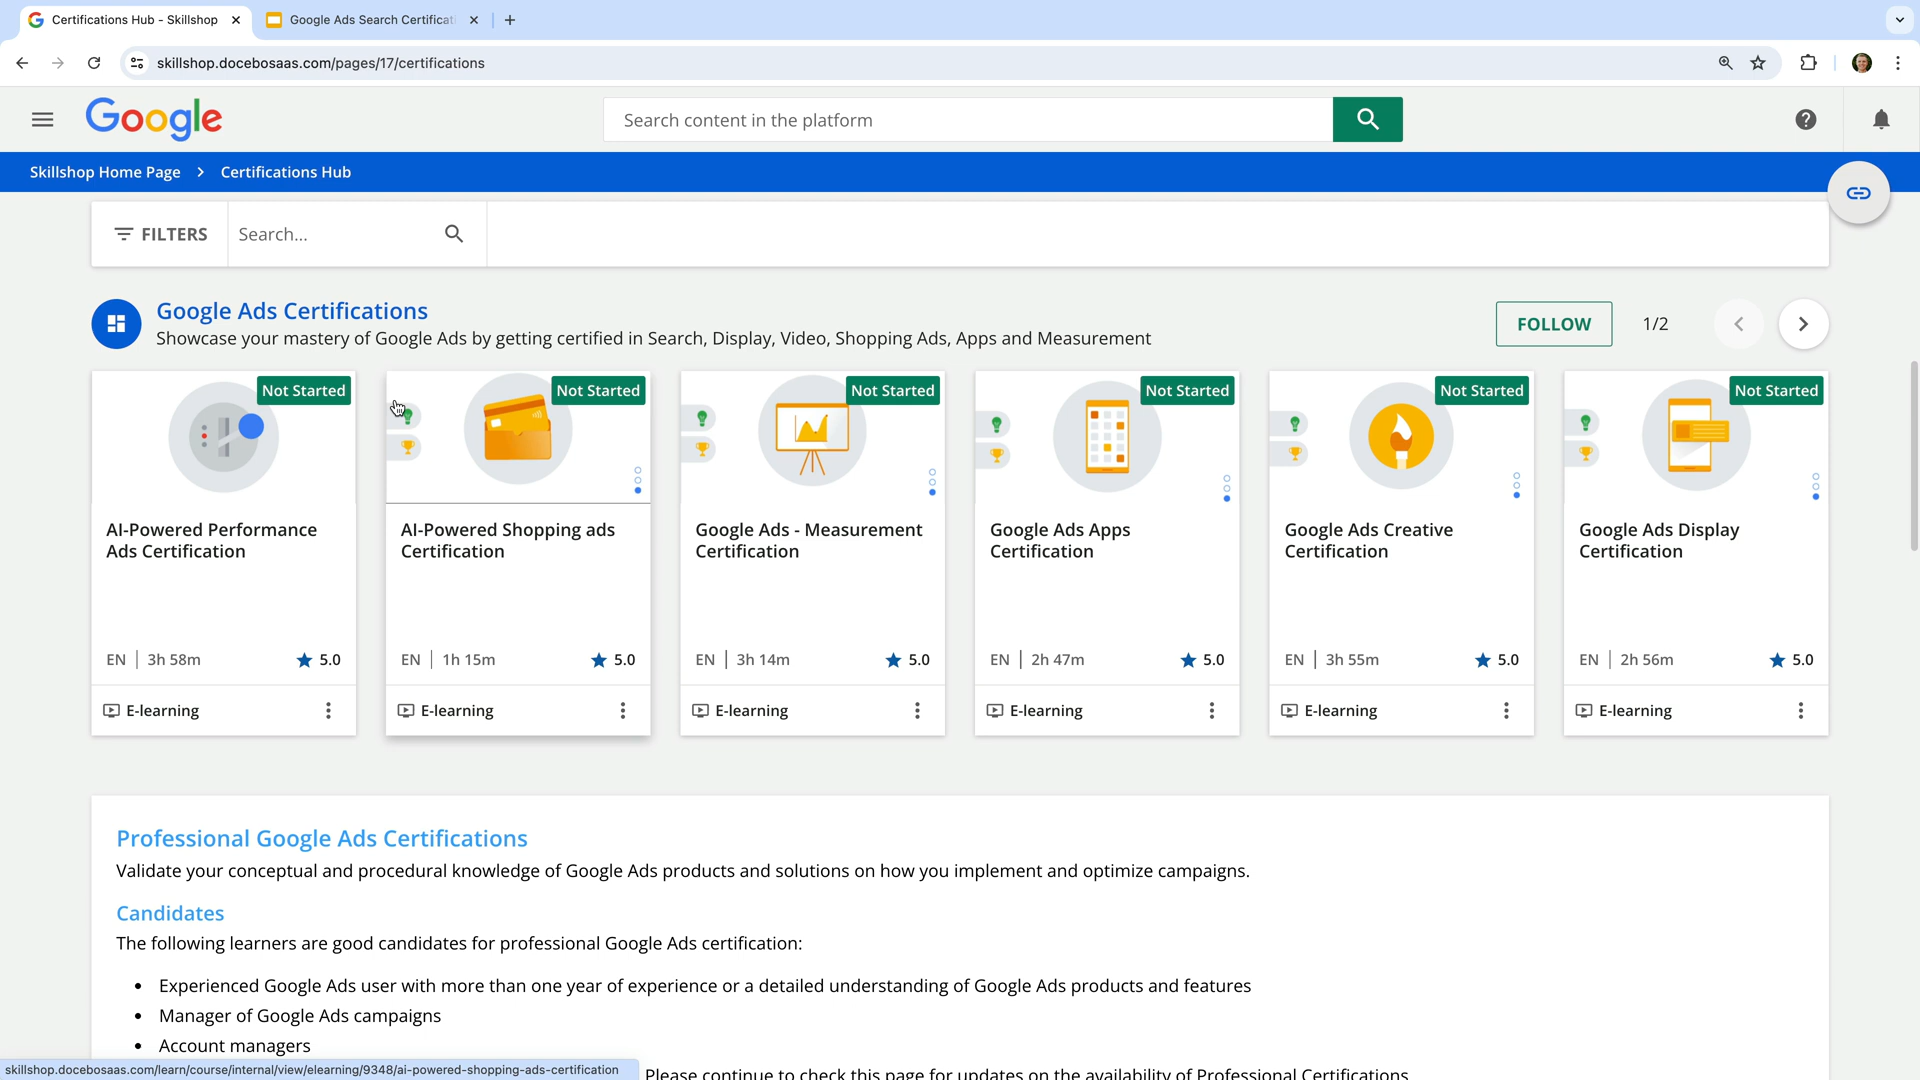 Certifications Hub - Skillshop
Google Ads Search Certificat
skillshop.docebosaas.com/pages/17/certifications
Google
Search content in the platform
Skillshop Home Page > Certifications Hub
FILTERS
Search...
Google Ads Certifications
Showcase your mastery of Google Ads by getting certified in Search, Display, Video, Shopping Ads, Apps and Measurement
FOLLOW
1/2
Not Started
AI-Powered Performance
Ads Certification
EN | 3h 58m
5.0
E-learning
Not Started
AI-Powered Shopping ads
Certification
EN | 1h 15m
5.0
E-learning
Not Started
Google Ads - Measurement
Certification
EN | 3h 14m
5.0
E-learning
Not Started
Google Ads Apps
Certification
EN | 2h 47m
5.0
E-learning
Not Started
Google Ads Creative
Certification
EN | 3h 55m
5.0
E-learning
Not Started
Google Ads Display
Certification
EN | 2h 56m
5.0
E-learning
Professional Google Ads Certifications
Validate your conceptual and procedural knowledge of Google Ads products and solutions on how you implement and optimize campaigns.
Candidates
The following learners are good candidates for professional Google Ads certification:
• Experienced Google Ads user with more than one year of experience or a detailed understanding of Google Ads products and features
• Manager of Google Ads campaigns
• Account managers
skillshop.docebosaas.com/learn/course/internal/view/elearning/9348/ai-powered-shopping-ads-certification
Please continue to check this page for updates on the availability of Professional Certifications